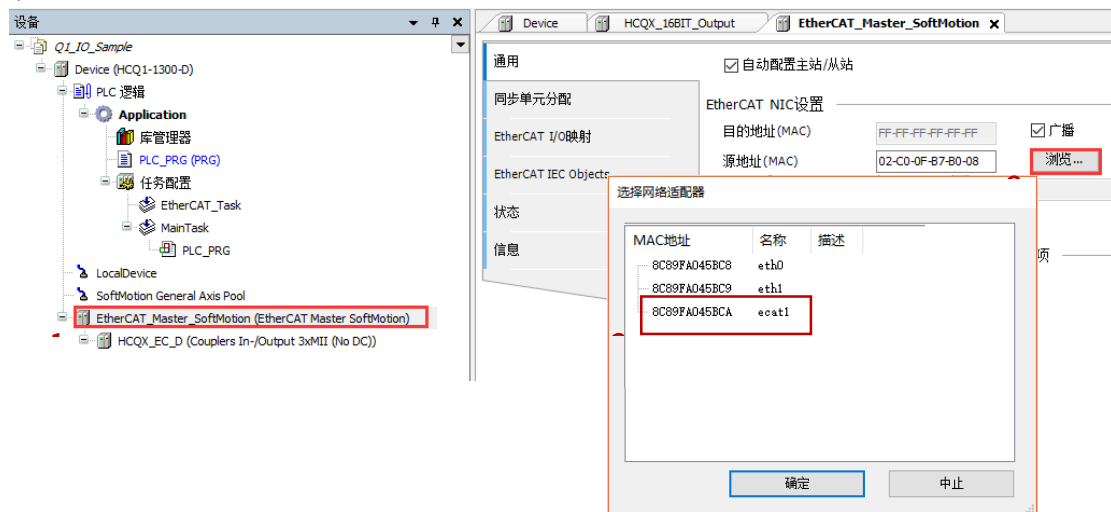 设备
Q1_IO_Sample
Device (HCQ1-1300-D)
PLC 逻辑
Application
库管理器
PLC_PRG (PRG)
任务配置
EtherCAT_Task
MainTask
PLC_PRG
LocalDevice
SoftMotion General Axis Pool
EtherCAT_Master_SoftMotion (EtherCAT Master SoftMotion)
HCQX_EC_D (Couplers In-/Output 3xMII (No DC))
Device
HCQX_16BIT_Output
EtherCAT_Master_SoftMotion
通用
同步单元分配
EtherCAT I/O映射
EtherCAT IEC Objects
状态
信息
自动配置主站/从站
EtherCAT NIC设置
目的地址(MAC) FF-FF-FF-FF-FF-FF 广播
源地址(MAC) 02-C0-0F-B7-B0-08 浏览...
项
选择网络适配器
MAC地址 名称 描述
8C89FA045BC8 eth0
8C89FA045BC9 eth1
8C89FA045BCA ecat1
确定 中止